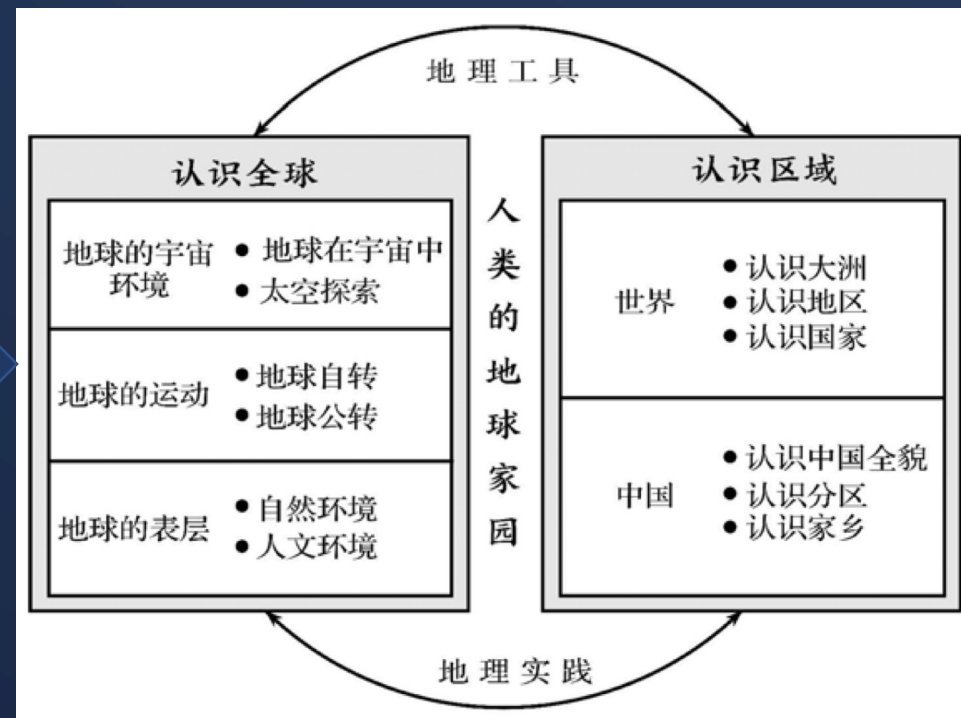 地理工具
认识全球
地球的宇宙
环境
● 地球在宇宙中
● 太空探索
地球的运动
● 地球自转
● 地球公转
地球的表层
● 自然环境
● 人文环境
人类的地球家园
认识区域
世界
● 认识大洲
● 认识地区
● 认识国家
中国
● 认识中国全貌
● 认识分区
● 认识家乡
地理实践